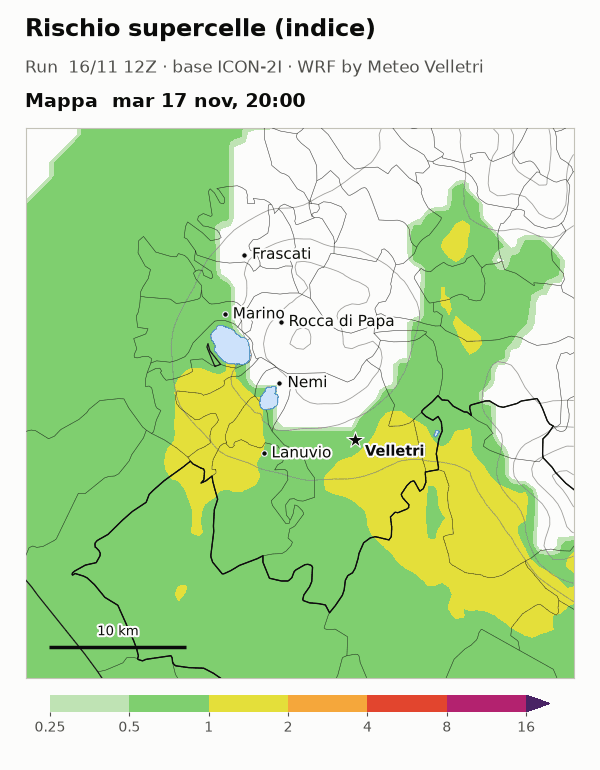 Rischio supercelle (indice)
Run  16/11 12Z · base ICON-2I · WRF by Meteo Velletri
Mappa  mar 17 nov, 20:00
Frascati
Marino
Rocca di Papa
Nemi
Velletri
Lanuvio
10 km
0.25 0.5 1 2 4 8 16